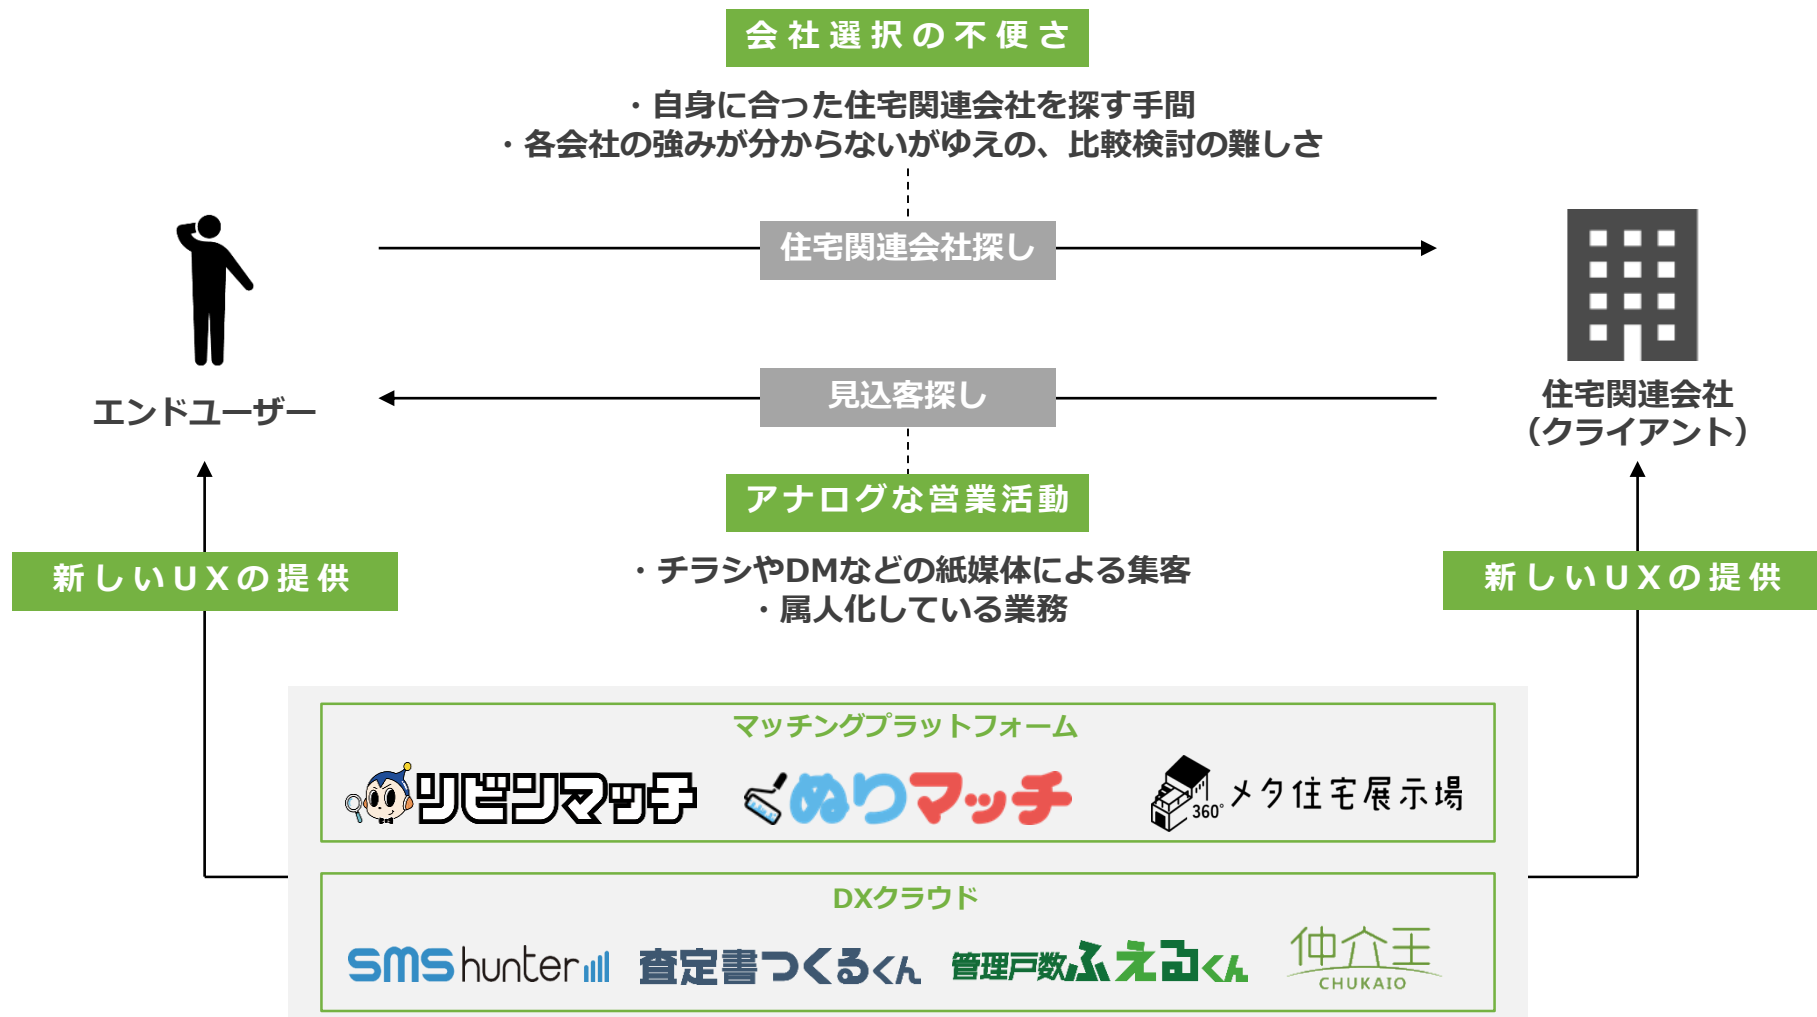 会社選択の不便さ
・自身に合った住宅関連会社を探す手間
・各会社の強みが分からないがゆえの、比較検討の難しさ
住宅関連会社探し
見込客探し
エンドユーザー
住宅関連会社
（クライアント）
アナログな営業活動
・チラシやDMなどの紙媒体による集客
・属人化している業務
新しいUXの提供
新しいUXの提供
マッチングプラットフォーム
リビンマッチ
ぬりマッチ
360°メタ住宅展示場
DXクラウド
SMS hunter
査定書つくるくん
管理戸数ふえるくん
仲介王
CHUKAIO